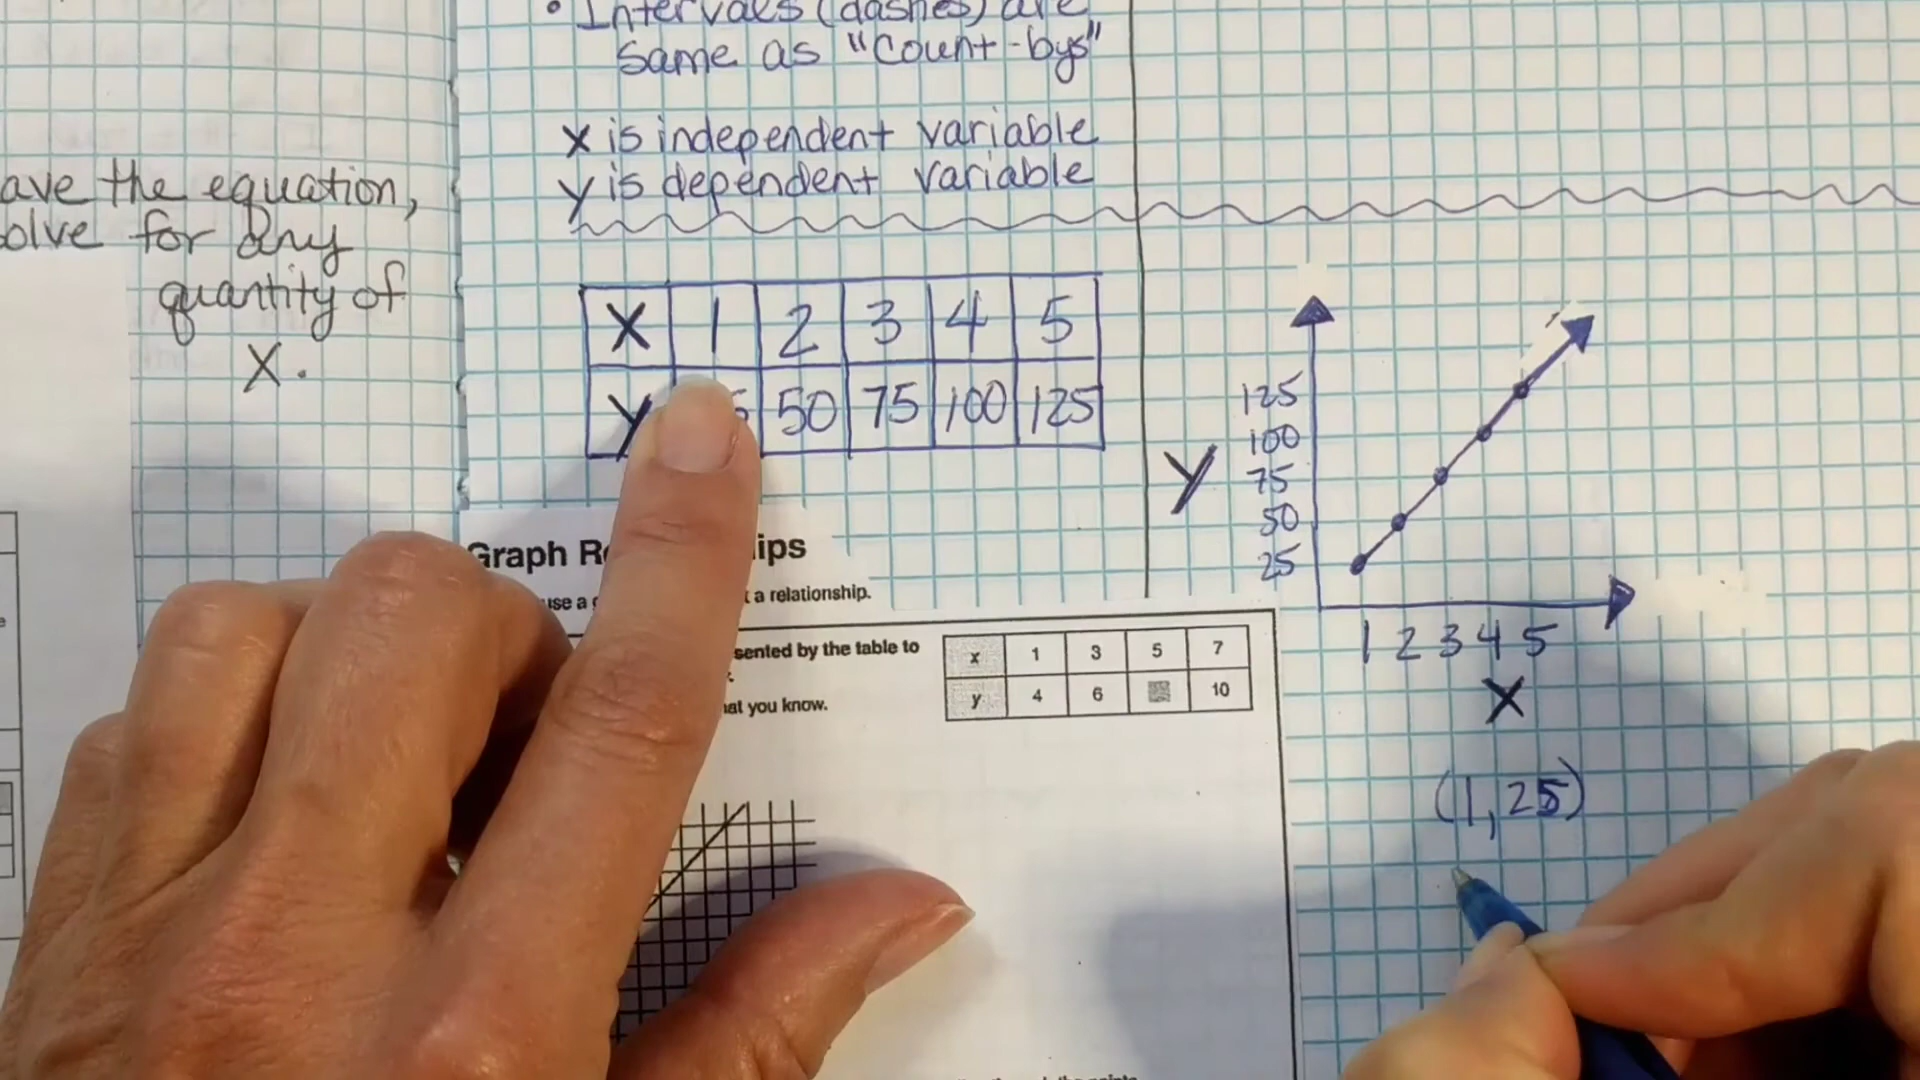 • Intervals (dashes) are
same as "count-bys"
x is independent variable
y is dependent variable
ave the equation,
olve for any
quantity of
X.
X 1 2 3 4 5
y 50 75 100 125
125
100
75
50
25
y
1 2 3 4 5
X
(1,25)
Graph
ips
use a
a relationship.
sented by the table to
at you know.
x 1 3 5 7
y 4 6 10